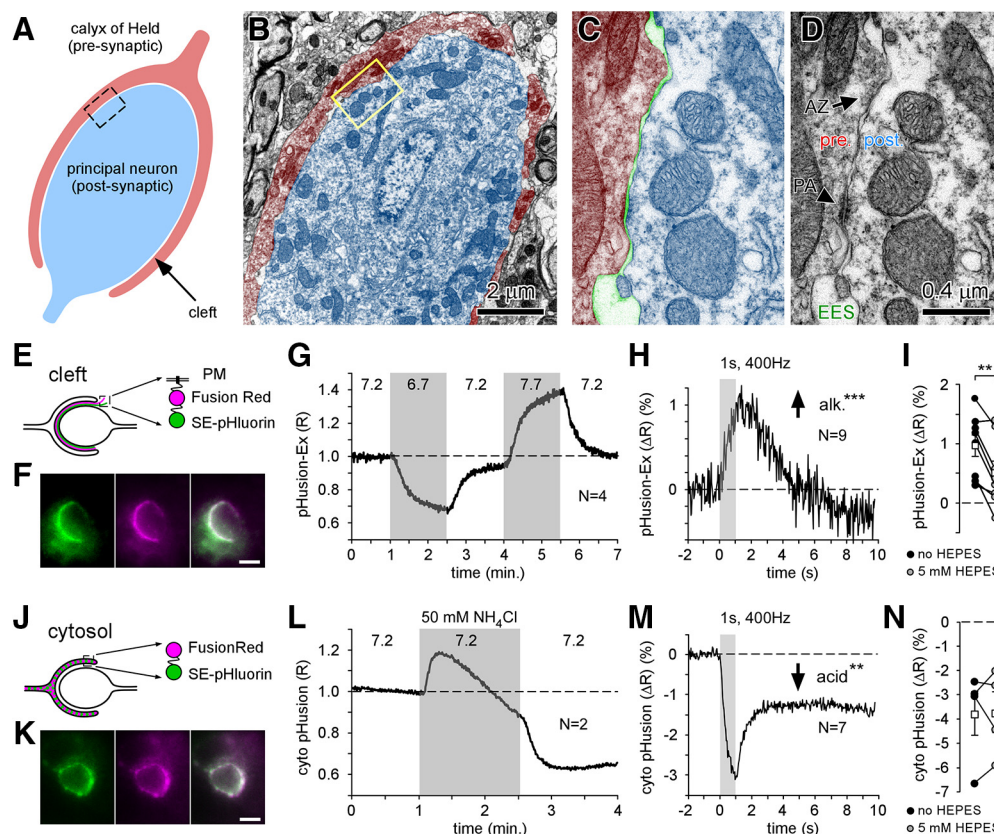 A
calyx of Held
(pre-synaptic)
principal neuron
(post-synaptic)
cleft
B
2 µm
C
D
AZ
pre.
post.
PA
EES
0.4 µm
E
cleft
PM
Fusion Red
SE-pHluorin
F
G
pHusion-Ex (R)
1.4
1.2
1.0
0.8
0.6
7.2
6.7
7.2
7.7
7.2
N=4
0 1 2 3 4 5 6 7
time (min.)
H
1s, 400Hz
pHusion-Ex (ΔR) (%)
1
0
alk.***
N=9
-2 0 2 4 6 8 10
time (s)
I
**
pHusion-Ex (ΔR) (%)
2
1
0
no HEPES
5 mM HEPES
J
cytosol
FusionRed
SE-pHluorin
K
L
50 mM NH4Cl
cyto pHusion (R)
1.2
1.0
0.8
0.6
7.2
7.2
7.2
N=2
0 1 2 3 4
time (min.)
M
1s, 400Hz
cyto pHusion (ΔR) (%)
0
-1
-2
-3
acid**
N=7
-2 0 2 4 6 8 10
time (s)
N
cyto pHusion (ΔR) (%)
0
-1
-2
-3
-4
-5
-6
-7
no HEPES
5 mM HEPES